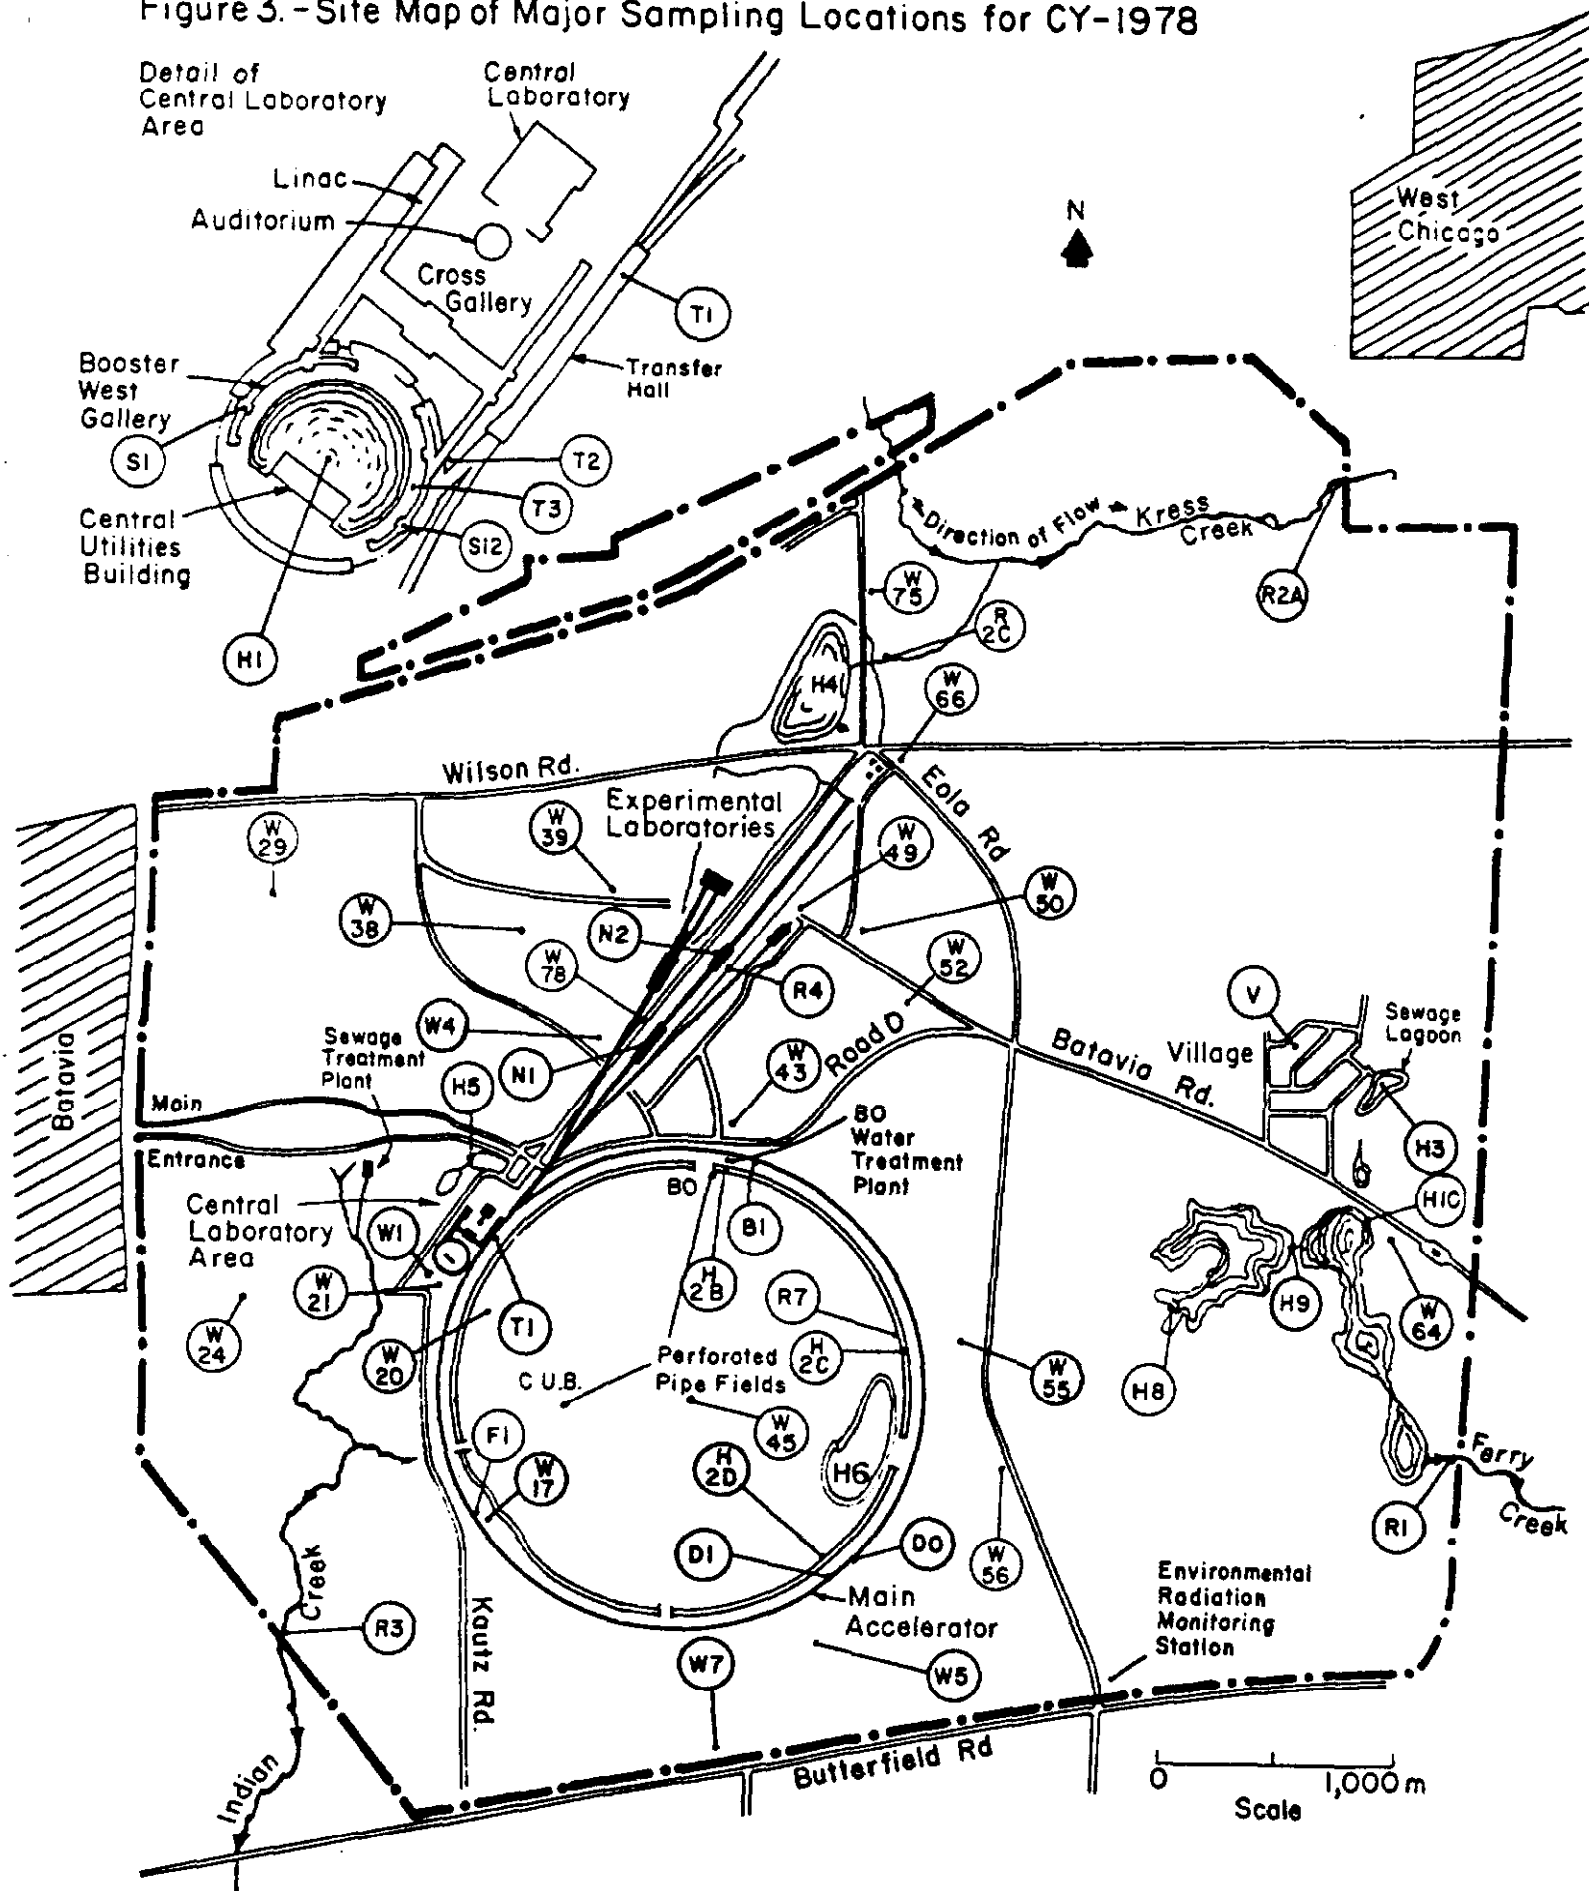 Figure 3.-Site Map of Major Sampling Locations for CY-1978
Detail of
Central Laboratory
Area
Central
Laboratory
Linac
Auditorium
Cross
Gallery
T1
Transfer
Hall
Booster
West
Gallery
S1
T2
T3
S12
Central
Utilities
Building
H1
N
West
Chicago
Direction of Flow
Kress
Creek
R2A
W
75
R
2C
H4
W
66
Wilson Rd.
Eola Rd
Experimental
Laboratories
W
29
W
39
W
49
W
38
N2
W
50
W
78
R4
W
52
V
Sewage
Lagoon
W4
Road D
Batavia Rd.
Village
Batavia
Sewage
Treatment
Plant
H5
N1
W
43
Main
Entrance
BO
Water
Treatment
Plant
H3
H1C
Central
Laboratory
Area
W1
BO
B1
W
21
H
2B
R7
H9
W
64
W
24
T1
W
20
C.U.B.
Perforated
Pipe Fields
H
2C
W
55
H8
F1
W
17
W
45
H
2D
H6
Ferry
Creek
R1
D1
DO
W
56
Main
Accelerator
Environmental
Radiation
Monitoring
Station
R3
Kautz Rd.
W7
W5
Indian
Creek
Butterfield Rd
0
1,000 m
Scale